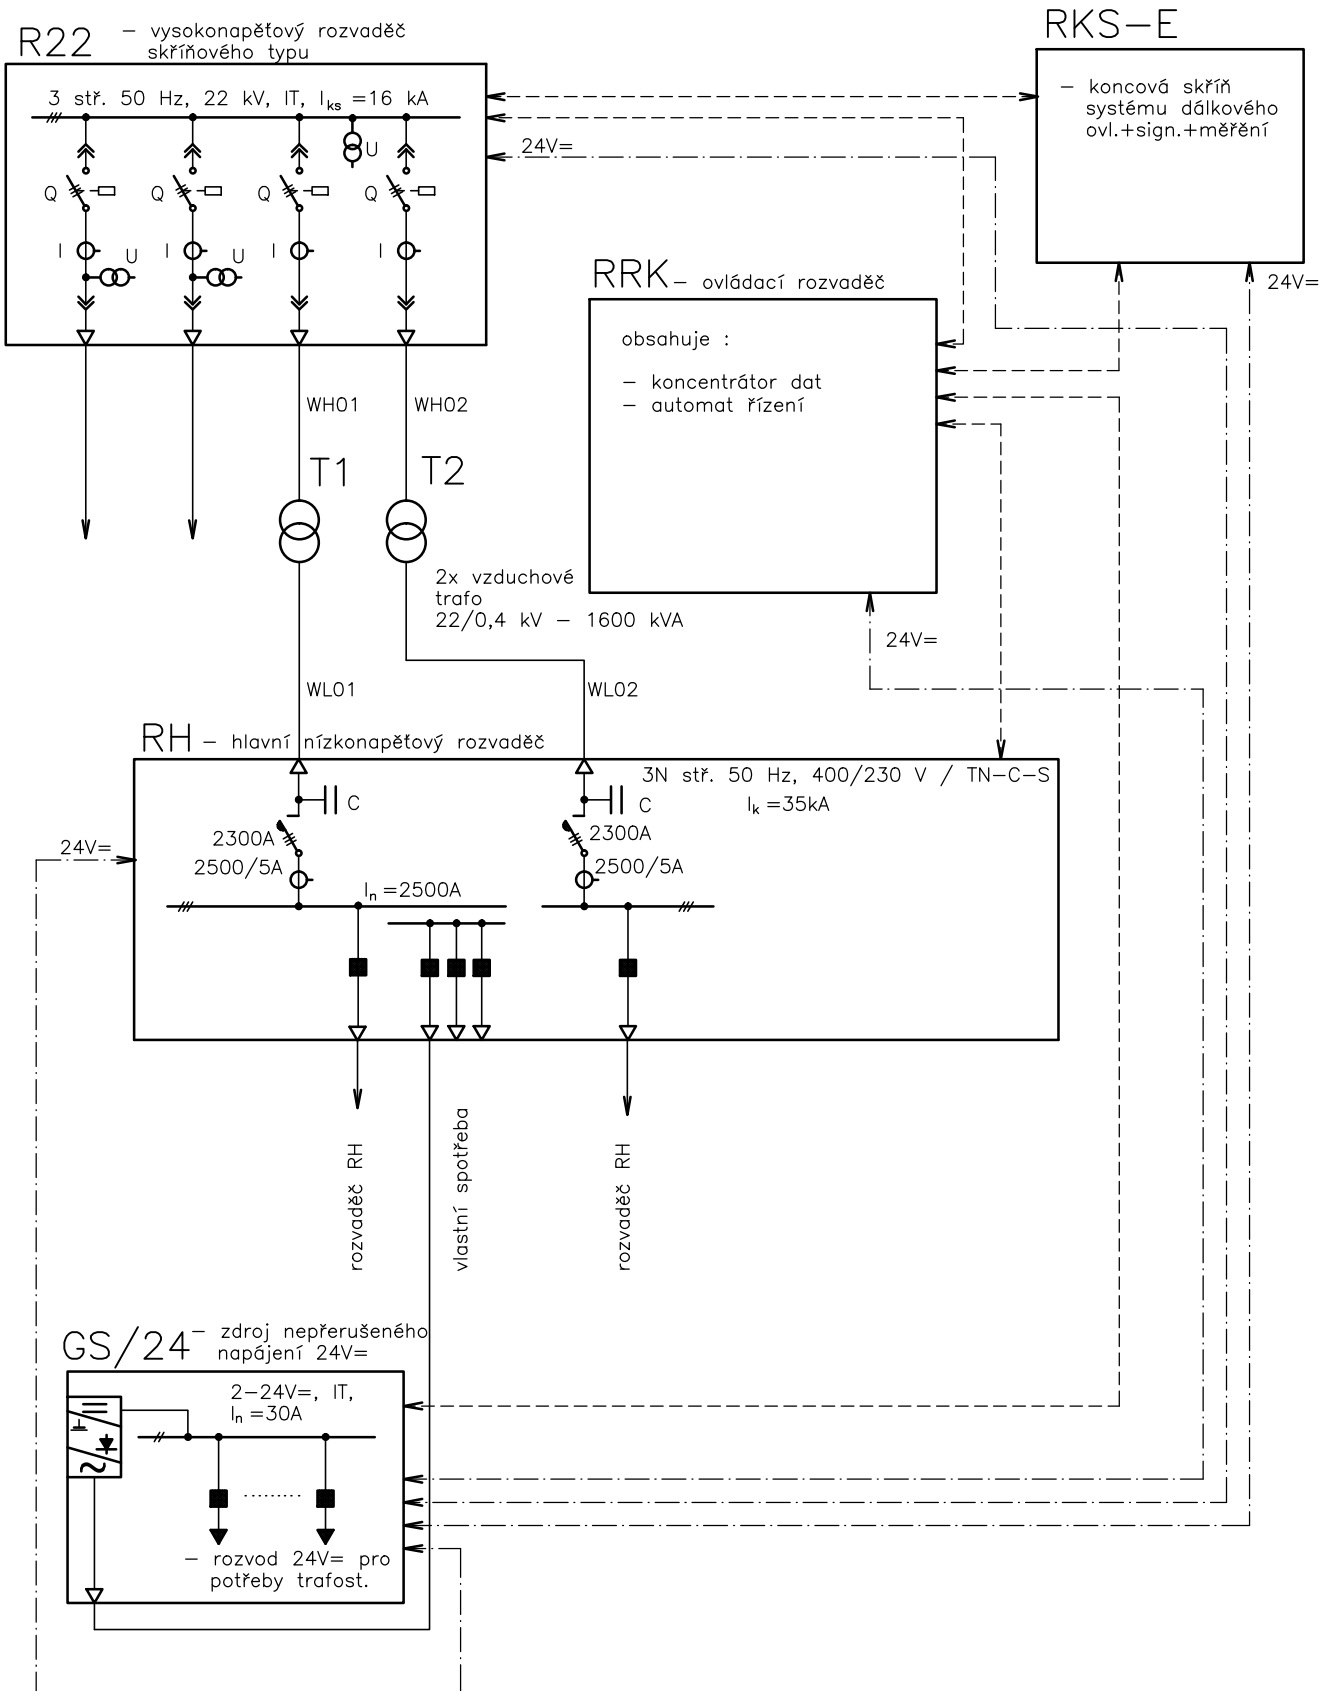 R22
– vysokonapěťový rozvaděč
skříňového typu
RKS–E
– koncová skříň
systému dálkového
ovl.+sign.+měření
3 stř. 50 Hz, 22 kV, IT, Iks =16 kA
U
24V=
Q
Q
Q
Q
I
U
I
U
I
I
24V=
RRK – ovládací rozvaděč
obsahuje :
– koncentrátor dat
– automat řízení
WH01
WH02
T1
T2
2x vzduchové
trafo
22/0,4 kV – 1600 kVA
24V=
WL01
WL02
RH – hlavní nízkonapěťový rozvaděč
3N stř. 50 Hz, 400/230 V / TN–C–S
Ik =35kA
C
C
2300A
2300A
24V=
2500/5A
2500/5A
In =2500A
rozvaděč RH
vlastní spotřeba
rozvaděč RH
GS/24
– zdroj nepřerušeného
napájení 24V=
2–24V=, IT,
In =30A
– rozvod 24V= pro
potřeby trafost.